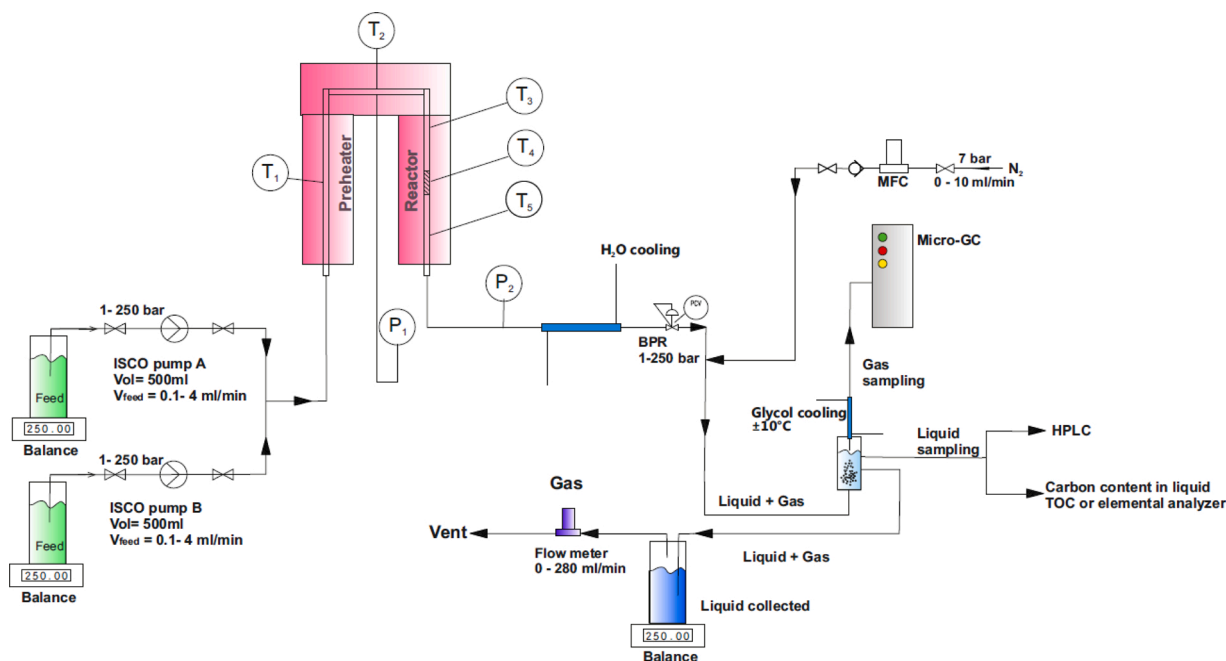 T2
T3
T4
T1
T5
Preheater
Reactor
7 bar
N2
MFC
0 - 10 ml/min
Micro-GC
H2O cooling
P2
PCV
1- 250 bar
P1
BPR
1-250 bar
ISCO pump A
Vol= 500ml
Vfeed = 0.1- 4 ml/min
Feed
250.00
Balance
Gas
sampling
Glycol cooling
±10°C
Liquid
sampling
HPLC
1- 250 bar
ISCO pump B
Vol= 500ml
Vfeed = 0.1- 4 ml/min
Feed
250.00
Balance
Gas
Liquid + Gas
Carbon content in liquid
TOC or elemental analyzer
Vent
Flow meter
0 - 280 ml/min
Liquid + Gas
Liquid collected
250.00
Balance